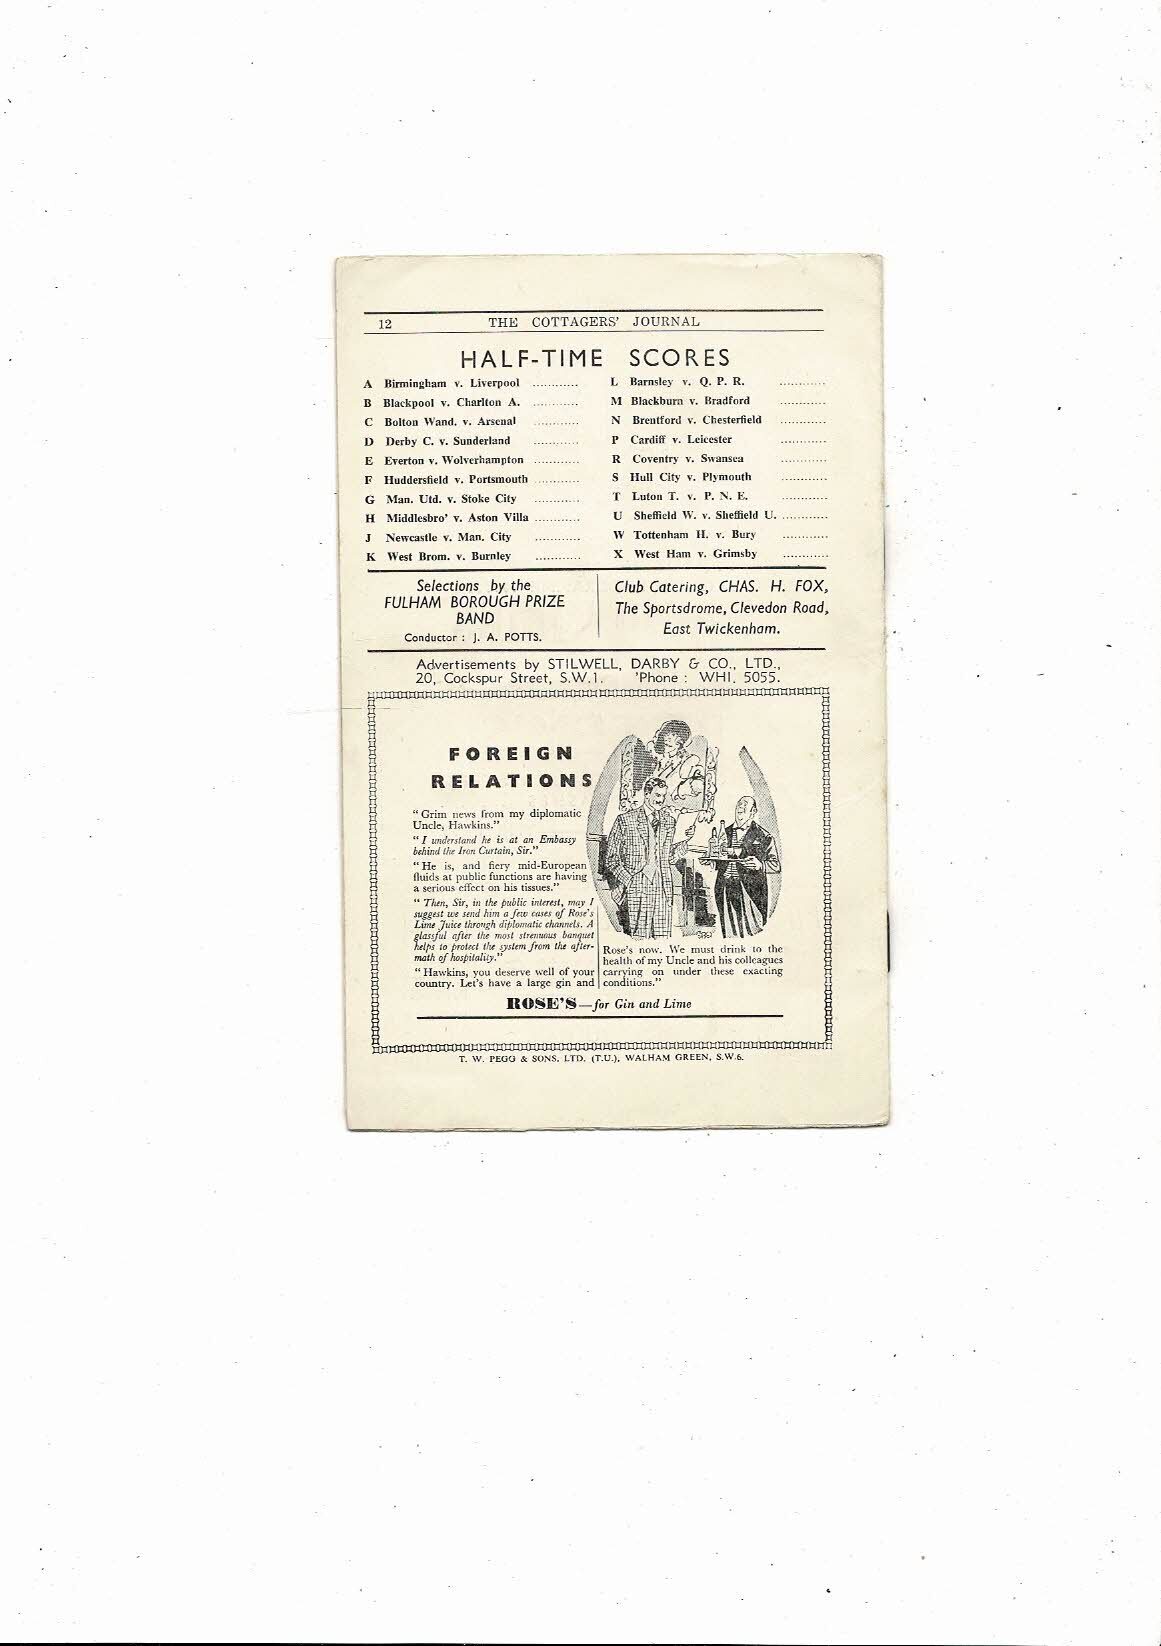 12 THE COTTAGERS' JOURNAL
HALF-TIME SCORES
A Birmingham v. Liverpool ............
B Blackpool v. Charlton A. ............
C Bolton Wand. v. Arsenal ............
D Derby C. v. Sunderland ............
E Everton v. Wolverhampton ............
F Huddersfield v. Portsmouth ............
G Man. Utd. v. Stoke City ............
H Middlesbro' v. Aston Villa ............
J Newcastle v. Man. City ............
K West Brom. v. Burnley ............
L Barnsley v. Q. P. R. ............
M Blackburn v. Bradford ............
N Brentford v. Chesterfield ............
P Cardiff v. Leicester ............
R Coventry v. Swansea ............
S Hull City v. Plymouth ............
T Luton T. v. P. N. E. ............
U Sheffield W. v. Sheffield U. ............
W Tottenham H. v. Bury ............
X West Ham v. Grimsby ............
Selections by the
FULHAM BOROUGH PRIZE
BAND
Conductor : J. A. POTTS.
Club Catering, CHAS. H. FOX,
The Sportsdrome, Clevedon Road,
East Twickenham.
Advertisements by STILWELL, DARBY & CO., LTD.,
20, Cockspur Street, S.W.1. 'Phone : WHI. 5055.
FOREIGN
RELATIONS
"Grim news from my diplomatic
Uncle, Hawkins."
"I understand he is at an Embassy
behind the Iron Curtain, Sir."
"He is, and fiery mid-European
fluids at public functions are having
a serious effect on his tissues."
"Then, Sir, in the public interest, may I
suggest we send him a few cases of Rose's
Lime Juice through diplomatic channels. A
glassful after the most strenuous banquet
helps to protect the system from the after-
math of hospitality."
"Hawkins, you deserve well of your
country. Let's have a large gin and
Rose's now. We must drink to the
health of my Uncle and his colleagues
carrying on under these exacting
conditions."
ROSE'S—for Gin and Lime
T. W. PEGG & SONS, LTD. (T.U.), WALHAM GREEN, S.W.6.